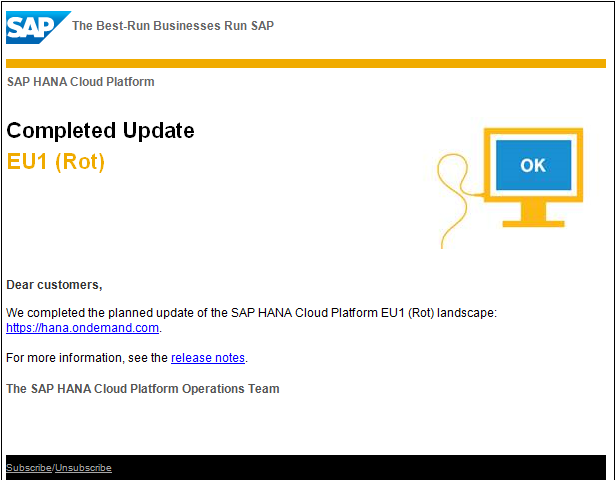 SAP The Best-Run Businesses Run SAP
SAP HANA Cloud Platform
Completed Update
EU1 (Rot)
OK
Dear customers,
We completed the planned update of the SAP HANA Cloud Platform EU1 (Rot) landscape:
https://hana.ondemand.com.
For more information, see the release notes.
The SAP HANA Cloud Platform Operations Team
Subscribe/Unsubscribe